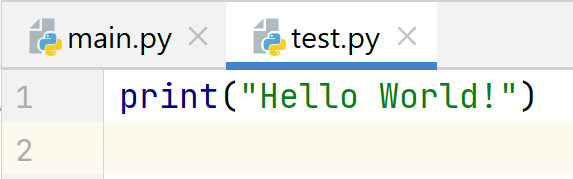 main.py test.py
1 print("Hello World!")
2